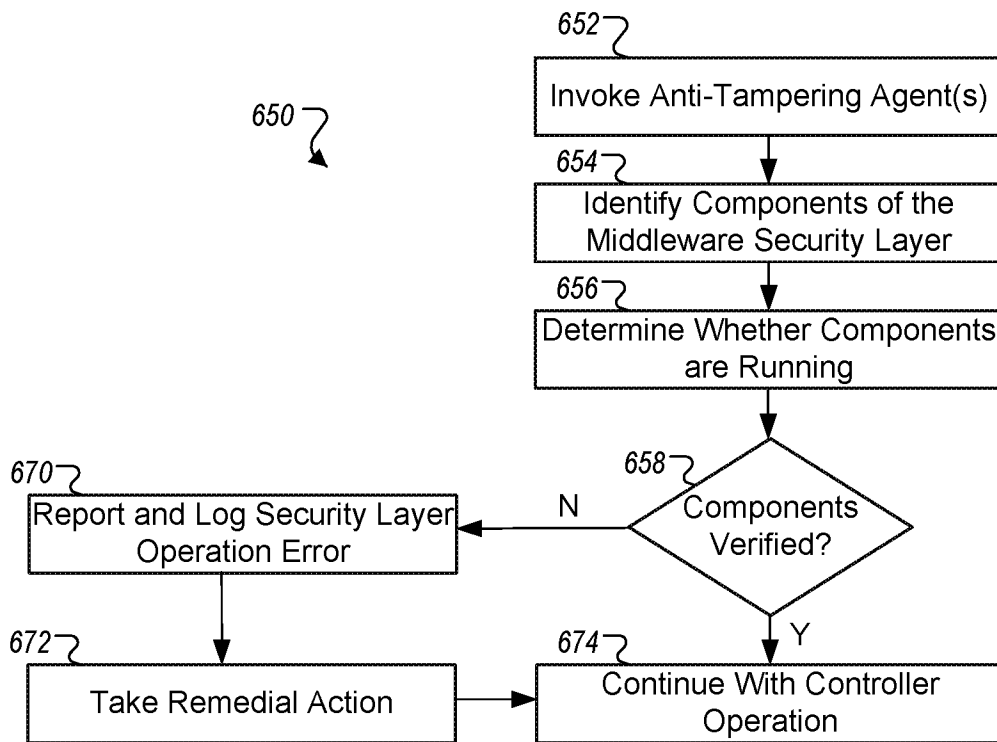 652
Invoke Anti-Tampering Agent(s)
650
654
Identify Components of the
Middleware Security Layer
656
Determine Whether Components
are Running
658
Components
Verified?
N
670
Report and Log Security Layer
Operation Error
Y
672
Take Remedial Action
674
Continue With Controller
Operation